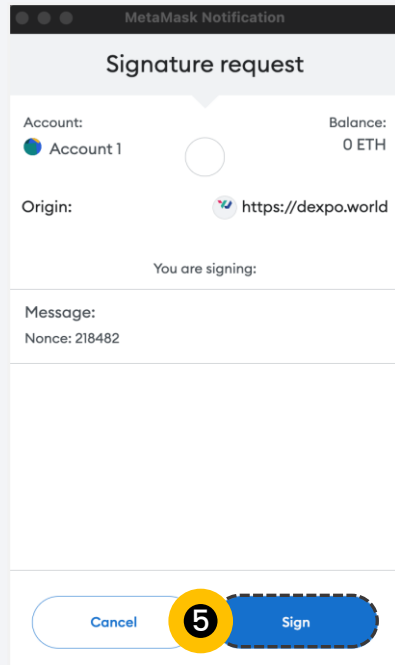 MetaMask Notification
Signature request
Account: Balance:
Account 1 0 ETH
Origin: https://dexpo.world
You are signing:
Message:
Nonce: 218482
Cancel 5 Sign